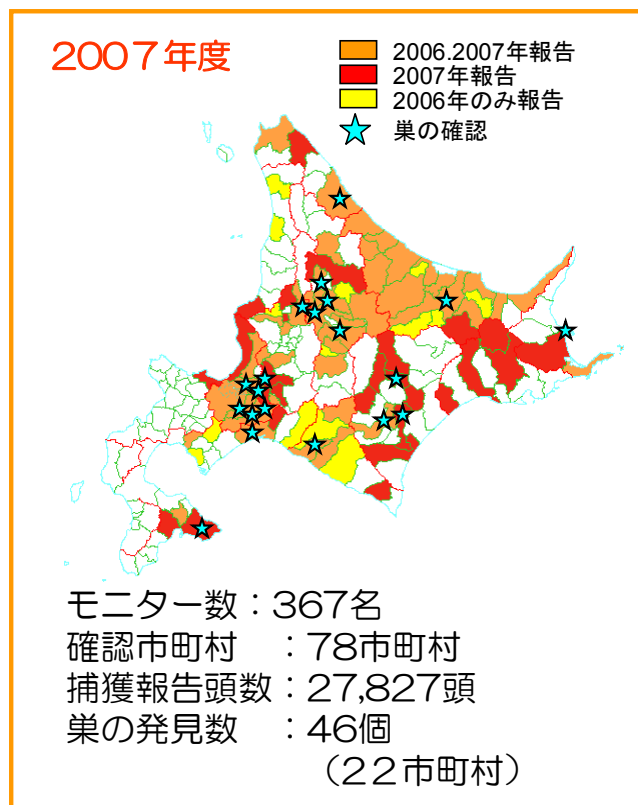 2007年度
2006.2007年報告
2007年報告
2006年のみ報告
巣の確認
モニター数：367名
確認市町村　：78市町村
捕獲報告頭数：27,827頭
巣の発見数　：46個
（22市町村）